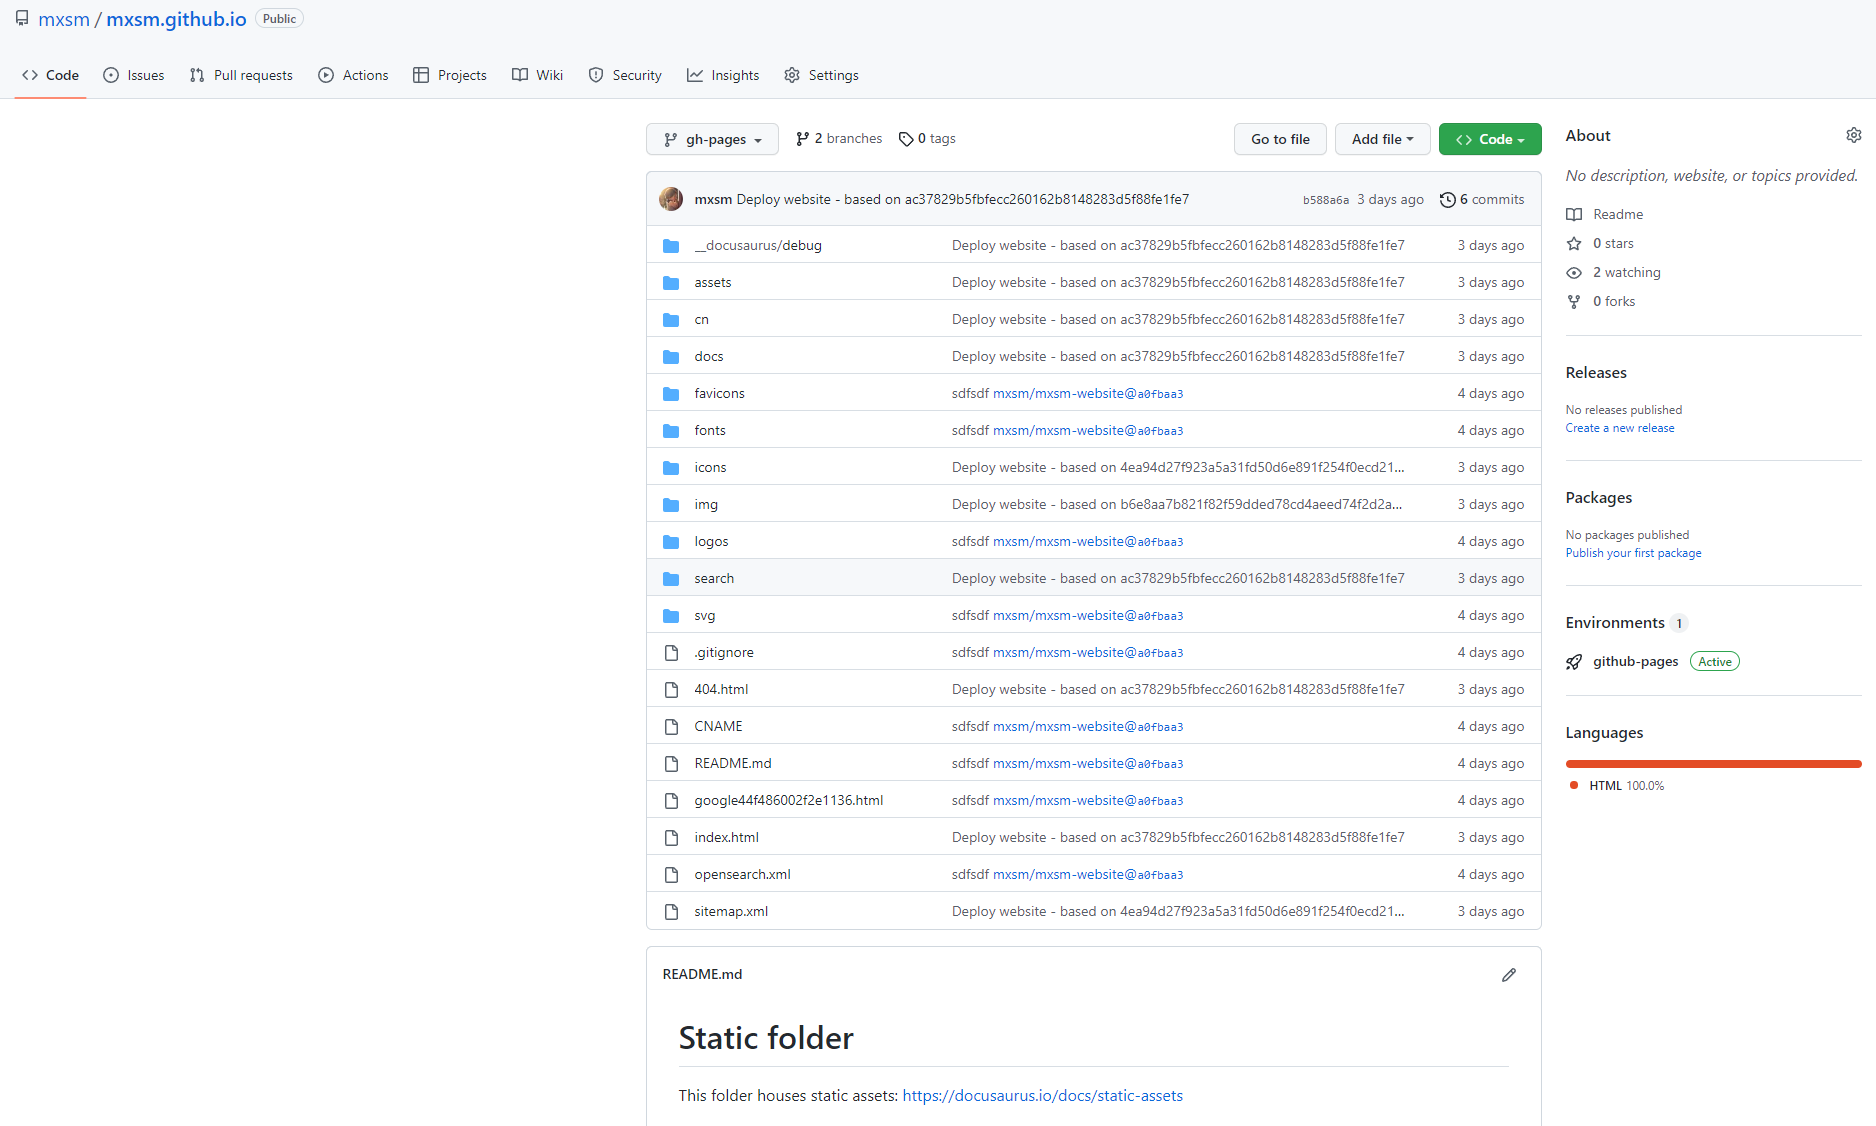 mxsm / mxsm.github.io Public
Code Issues Pull requests Actions Projects Wiki Security Insights Settings
gh-pages 2 branches 0 tags Go to file Add file Code
mxsm Deploy website - based on ac37829b5fbfecc260162b8148283d5f88fe1fe7 b588a6a 3 days ago 6 commits
__docusaurus/debug Deploy website - based on ac37829b5fbfecc260162b8148283d5f88fe1fe7 3 days ago
assets Deploy website - based on ac37829b5fbfecc260162b8148283d5f88fe1fe7 3 days ago
cn Deploy website - based on ac37829b5fbfecc260162b8148283d5f88fe1fe7 3 days ago
docs Deploy website - based on ac37829b5fbfecc260162b8148283d5f88fe1fe7 3 days ago
favicons sdfsdf mxsm/mxsm-website@a0fbaa3 4 days ago
fonts sdfsdf mxsm/mxsm-website@a0fbaa3 4 days ago
icons Deploy website - based on 4ea94d27f923a5a31fd50d6e891f254f0ecd21... 3 days ago
img Deploy website - based on b6e8aa7b821f82f59dded78cd4aeed74f2d2a... 3 days ago
logos sdfsdf mxsm/mxsm-website@a0fbaa3 4 days ago
search Deploy website - based on ac37829b5fbfecc260162b8148283d5f88fe1fe7 3 days ago
svg sdfsdf mxsm/mxsm-website@a0fbaa3 4 days ago
.gitignore sdfsdf mxsm/mxsm-website@a0fbaa3 4 days ago
404.html Deploy website - based on ac37829b5fbfecc260162b8148283d5f88fe1fe7 3 days ago
CNAME sdfsdf mxsm/mxsm-website@a0fbaa3 4 days ago
README.md sdfsdf mxsm/mxsm-website@a0fbaa3 4 days ago
google44f486002f2e1136.html sdfsdf mxsm/mxsm-website@a0fbaa3 4 days ago
index.html Deploy website - based on ac37829b5fbfecc260162b8148283d5f88fe1fe7 3 days ago
opensearch.xml sdfsdf mxsm/mxsm-website@a0fbaa3 4 days ago
sitemap.xml Deploy website - based on 4ea94d27f923a5a31fd50d6e891f254f0ecd21... 3 days ago
README.md
Static folder
This folder houses static assets: https://docusaurus.io/docs/static-assets
About
No description, website, or topics provided.
Readme
0 stars
2 watching
0 forks
Releases
No releases published
Create a new release
Packages
No packages published
Publish your first package
Environments 1
github-pages Active
Languages
HTML 100.0%